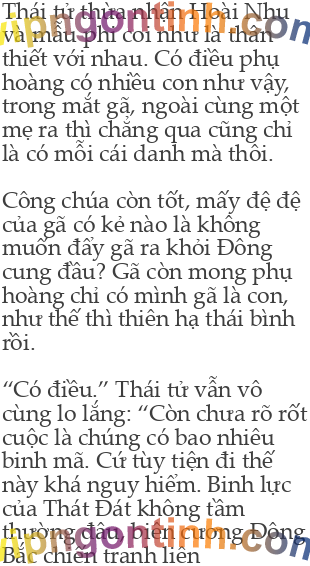 Thái tử thừa nhận Hoài Nhu
và mẫu phi coi như là thân
thiết với nhau. Có điều phụ
hoàng có nhiều con như vậy,
trong mắt gã, ngoài cùng một
mẹ ra thì chẳng qua cũng chỉ
là có mỗi cái danh mà thôi.
Công chúa còn tốt, mấy đệ đệ
của gã có kẻ nào là không
muốn đẩy gã ra khỏi Đông
cung đâu? Gã còn mong phụ
hoàng chỉ có mình gã là con,
như thế thì thiên hạ thái bình
rồi.
“Có điều.” Thái tử vẫn vô
cùng lo lắng: “Còn chưa rõ rốt
cuộc là chúng có bao nhiêu
binh mã. Cứ tùy tiện đi thế
này khá nguy hiểm. Binh lực
của Thát Đát không tầm
thường đâu, biên cương Đông
Bắc chiến tranh liên
vipngontinh.com
vipngontinh.com